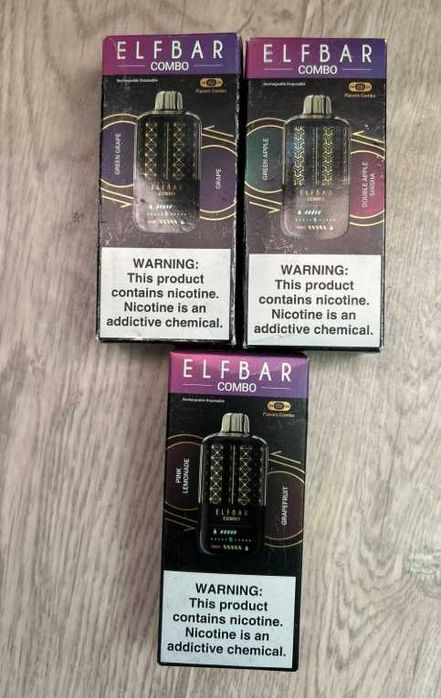 ELFBAR
COMBO
Rechargeable Disposable
Flavors Combo
GREEN GRAPE
GRAPE
ELFBAR
COMBO
WARNING:
This product
contains nicotine.
Nicotine is an
addictive chemical.
ELFBAR
COMBO
Rechargeable Disposable
Flavors Combo
GREEN APPLE
DOUBLE APPLE
SHISHA
ELFBAR
COMBO
WARNING:
This product
contains nicotine.
Nicotine is an
addictive chemical.
ELFBAR
COMBO
Rechargeable Disposable
Flavors Combo
PINK
LEMONADE
GRAPEFRUIT
ELFBAR
COMBO
WARNING:
This product
contains nicotine.
Nicotine is an
addictive chemical.